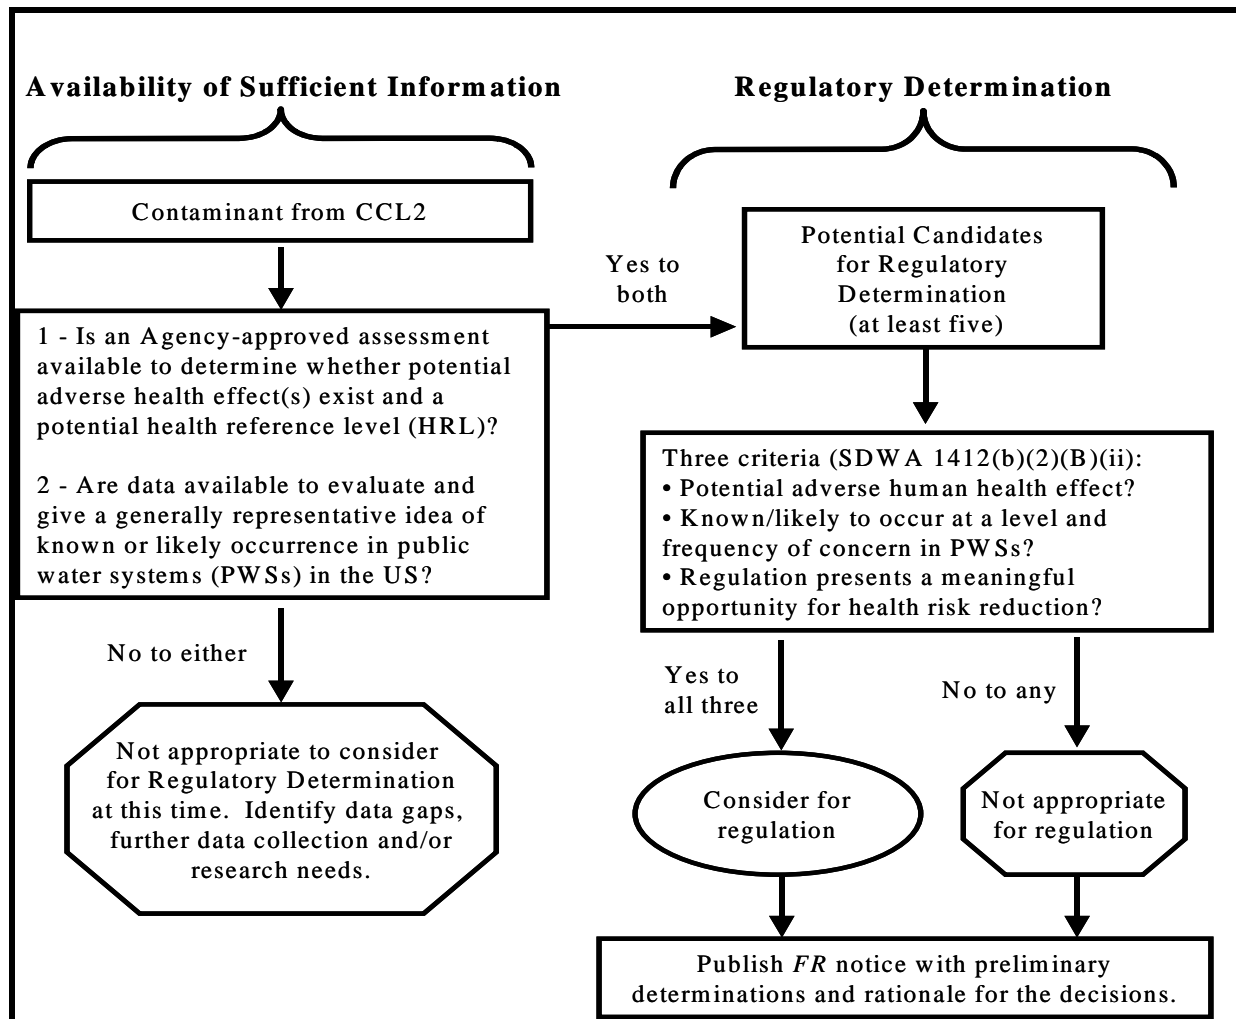 Availability of Sufficient Information
Contaminant from CCL2
1 - Is an Agency-approved assessment
available to determine whether potential
adverse health effect(s) exist and a
potential health reference level (HRL)?
2 - Are data available to evaluate and
give a generally representative idea of
known or likely occurrence in public
water systems (PWSs) in the US?
No to either
Not appropriate to consider
for Regulatory Determination
at this time.  Identify data gaps,
further data collection and/or
research needs.
Yes to
both
Regulatory Determination
Potential Candidates
for Regulatory
Determination
(at least five)
Three criteria (SDWA 1412(b)(2)(B)(ii):
• Potential adverse human health effect?
• Known/likely to occur at a level and
frequency of concern in PWSs?
• Regulation presents a meaningful
opportunity for health risk reduction?
Yes to
all three
No to any
Consider for
regulation
Not appropriate
for regulation
Publish FR notice with preliminary
determinations and rationale for the decisions.